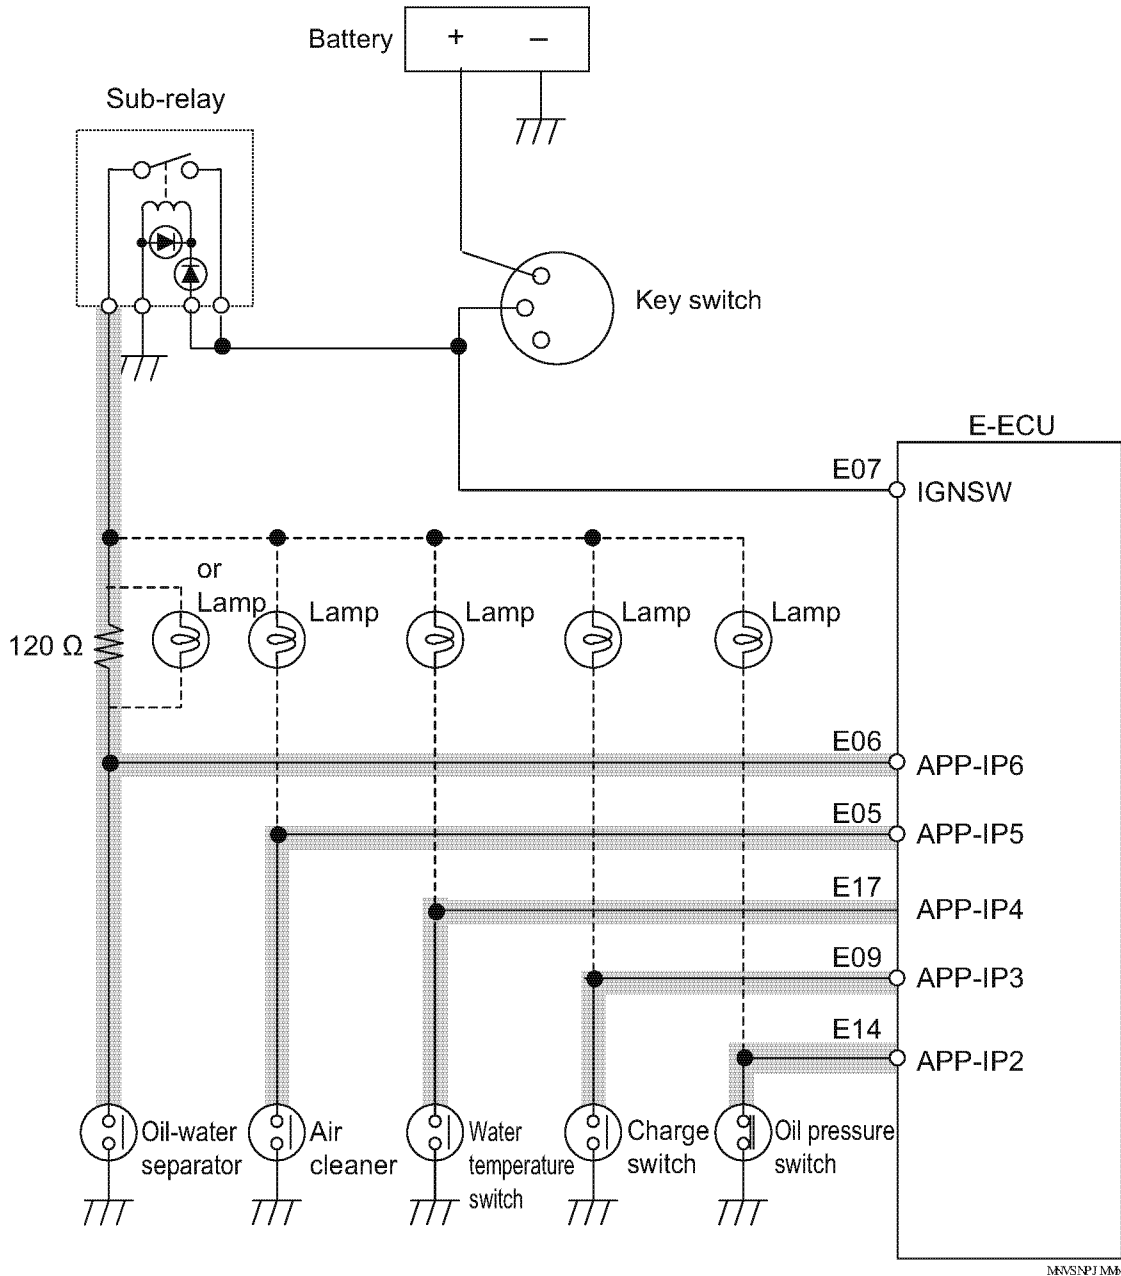 Battery
+ –
Sub-relay
Key switch
E-ECU
E07
IGNSW
or
Lamp
Lamp
Lamp
Lamp
Lamp
120 Ω
E06
APP-IP6
E05
APP-IP5
E17
APP-IP4
E09
APP-IP3
E14
APP-IP2
Oil-water
separator
Air
cleaner
Water
temperature
switch
Charge
switch
Oil pressure
switch